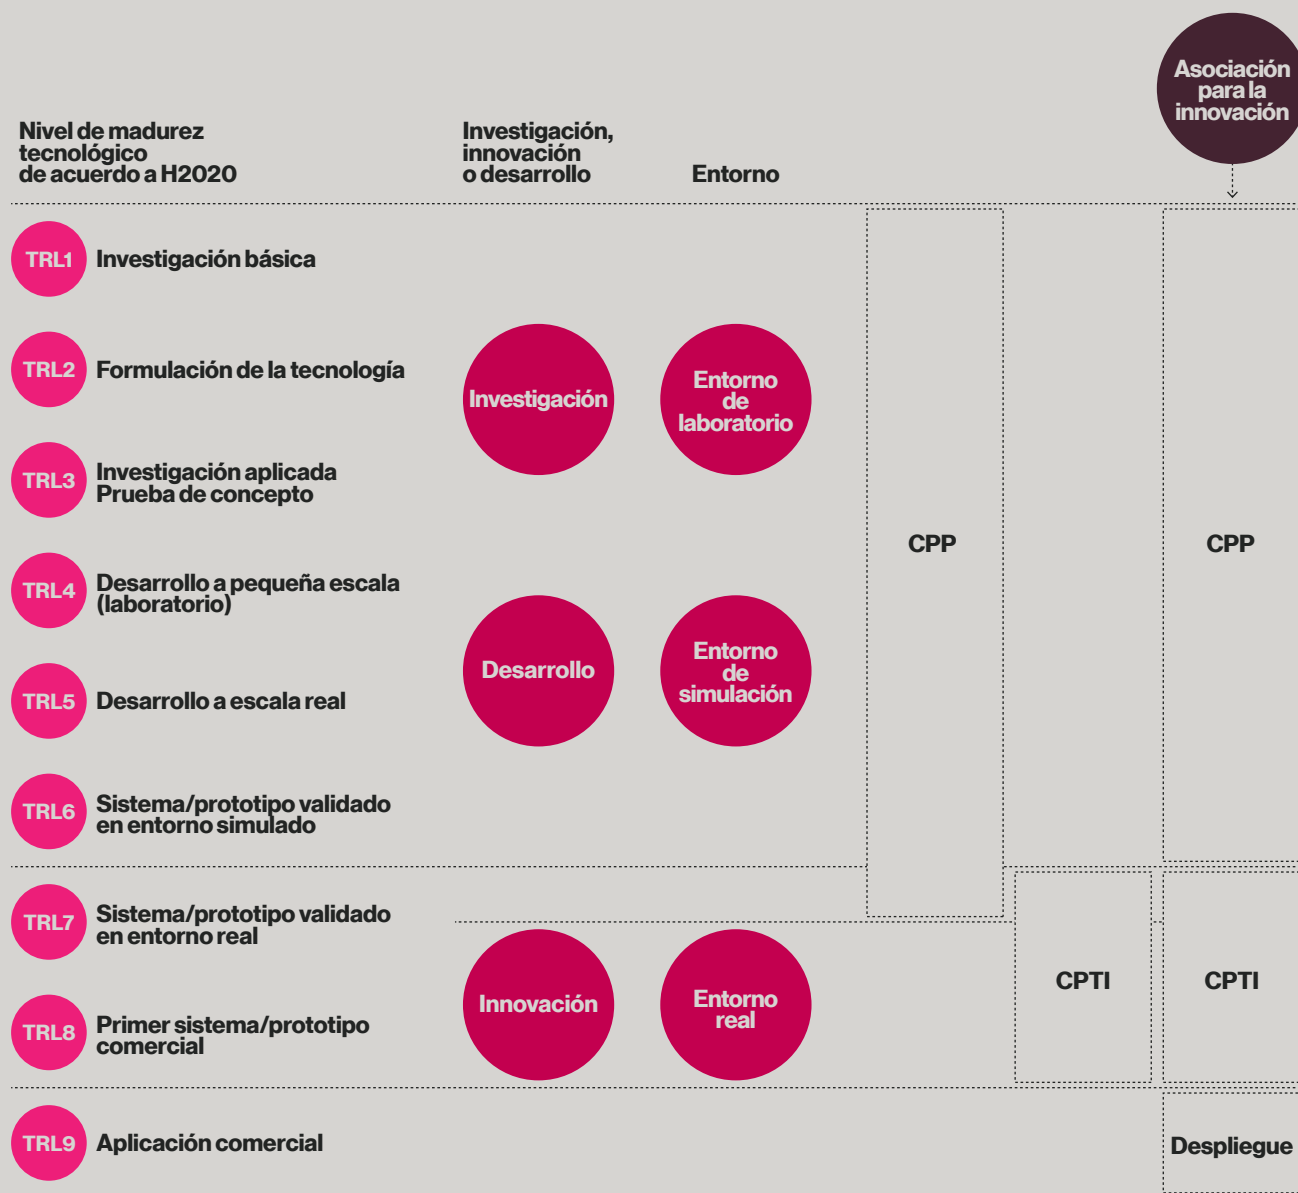 Asociación
para la
innovación
Nivel de madurez
tecnológico
de acuerdo a H2020
Investigación,
innovación
o desarrollo
Entorno
TRL1
Investigación básica
TRL2
Formulación de la tecnología
Investigación
Entorno
de
laboratorio
TRL3
Investigación aplicada
Prueba de concepto
CPP
CPP
TRL4
Desarrollo a pequeña escala
(laboratorio)
Desarrollo
Entorno
de
simulación
TRL5
Desarrollo a escala real
TRL6
Sistema/prototipo validado
en entorno simulado
TRL7
Sistema/prototipo validado
en entorno real
CPTI
CPTI
Innovación
Entorno
real
TRL8
Primer sistema/prototipo
comercial
TRL9
Aplicación comercial
Despliegue